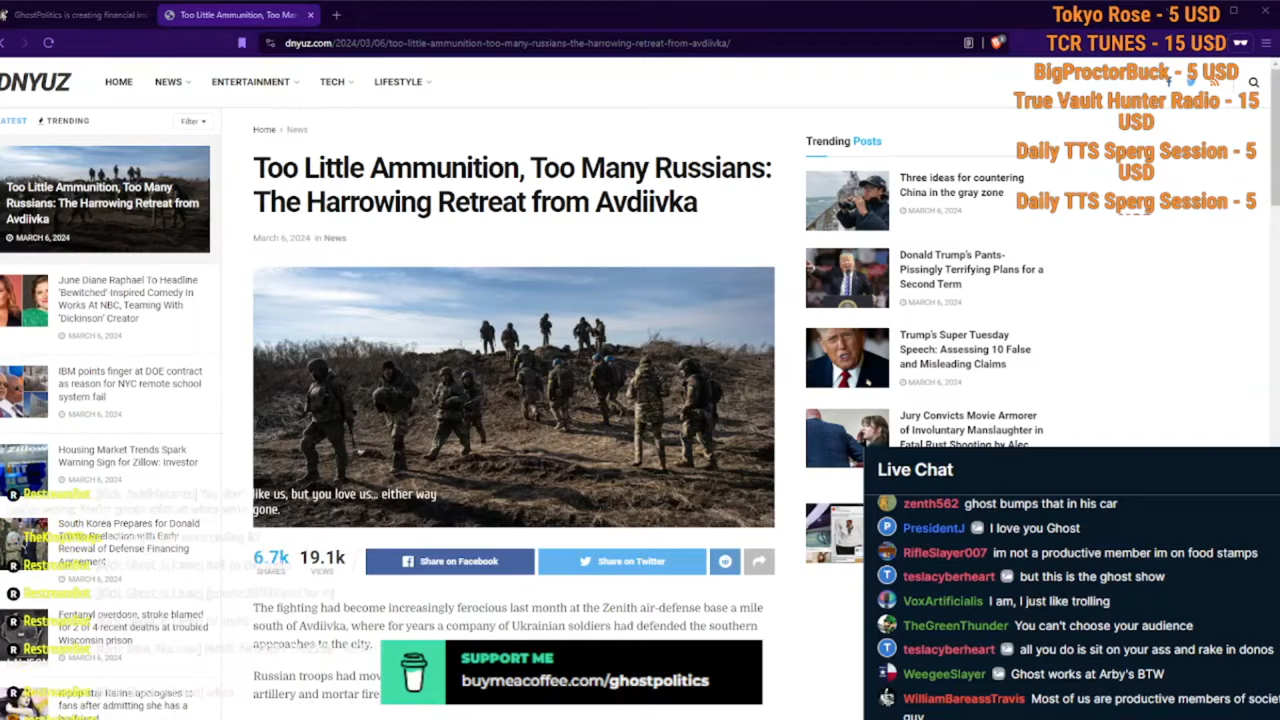 GhostPolitics is creating financial in
Too Little Ammunition, Too Ma
dnyuz.com/2024/03/06/too-little-ammunition-too-many-russians-the-harrowing-retreat-from-avdiivka/
Tokyo Rose - 5 USD
TCR TUNES - 15 USD
BigProctorBuck - 5 USD
True Vault Hunter Radio - 15
USD
Daily TTS Sperg Session - 5
USD
Daily TTS Sperg Session - 5
DNYUZ
HOME
NEWS
ENTERTAINMENT
TECH
LIFESTYLE
ATEST
TRENDING
Filter
Too Little Ammunition, Too Many
Russians: The Harrowing Retreat from
Avdiivka
MARCH 6, 2024
June Diane Raphael To Headline
'Bewitched'-Inspired Comedy In
Works At NBC, Teaming With
'Dickinson' Creator
MARCH 6, 2024
IBM points finger at DOE contract
as reason for NYC remote school
system fail
MARCH 6, 2024
Housing Market Trends Spark
Warning Sign for Zillow: Investor
MARCH 6, 2024
South Korea Prepares for Donald
Trump Reelection with Early
Renewal of Defense Financing
Agreement
MARCH 6, 2024
Fentanyl overdose, stroke blamed
for 2 of 4 recent deaths at troubled
Wisconsin prison
MARCH 6, 2024
star Karina apologises to
fans after admitting she has a
Home > News
Too Little Ammunition, Too Many Russians:
The Harrowing Retreat from Avdiivka
March 6, 2024 in News
like us, but you love us... either way
gone.
6.7k
SHARES
19.1k
VIEWS
Share on Facebook
Share on Twitter
The fighting had become increasingly ferocious last month at the Zenith air-defense base a mile
south of Avdiivka, where for years a company of Ukrainian soldiers had defended the southern
approaches to the city.
Russian troops had mov
artillery and mortar fire
SUPPORT ME
buymeacoffee.com/ghostpolitics
Trending Posts
Three ideas for countering
China in the gray zone
MARCH 6, 2024
Donald Trump's Pants-
Pissingly Terrifying Plans for a
Second Term
MARCH 6, 2024
Trump's Super Tuesday
Speech: Assessing 10 False
and Misleading Claims
MARCH 6, 2024
Jury Convicts Movie Armorer
of Involuntary Manslaughter in
Fatal Rust Shooting by Alec
Live Chat
zenth562 ghost bumps that in his car
PresidentJ I love you Ghost
RifleSlayer007 im not a productive member im on food stamps
teslacyberheart but this is the ghost show
VoxArtificialis I am, I just like trolling
TheGreenThunder You can't choose your audience
teslacyberheart all you do is sit on your ass and rake in donos
WeegeeSlayer Ghost works at Arby's BTW
WilliamBareassTravis Most of us are productive members of societ
guy